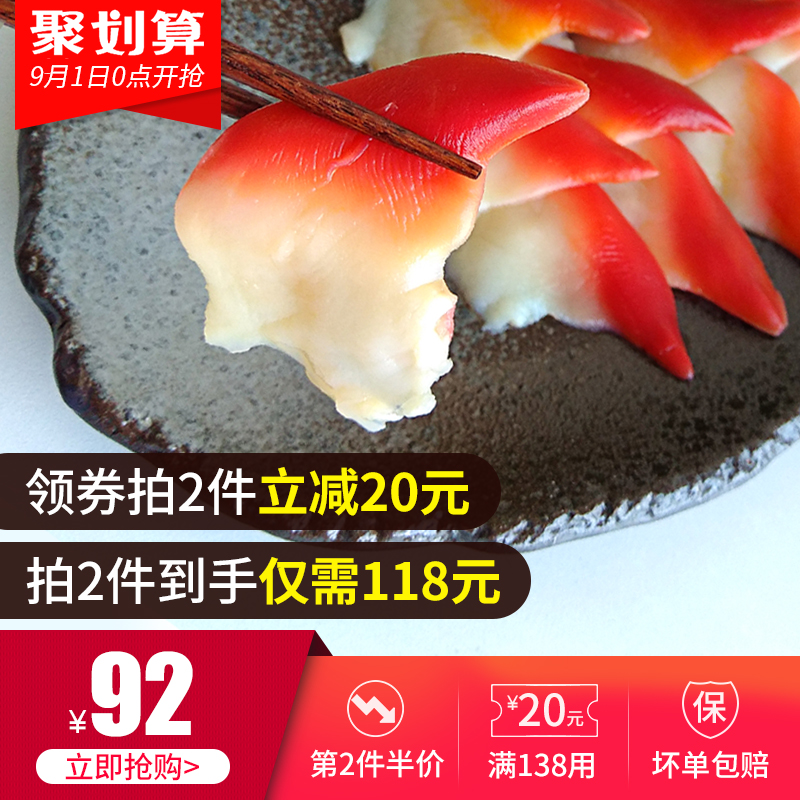 聚划算
9月1日0点开抢
领券拍2件立减20元
拍2件到手仅需118元
¥92
立即抢购>
第2件半价
¥20元
满138用
保
坏单包赔